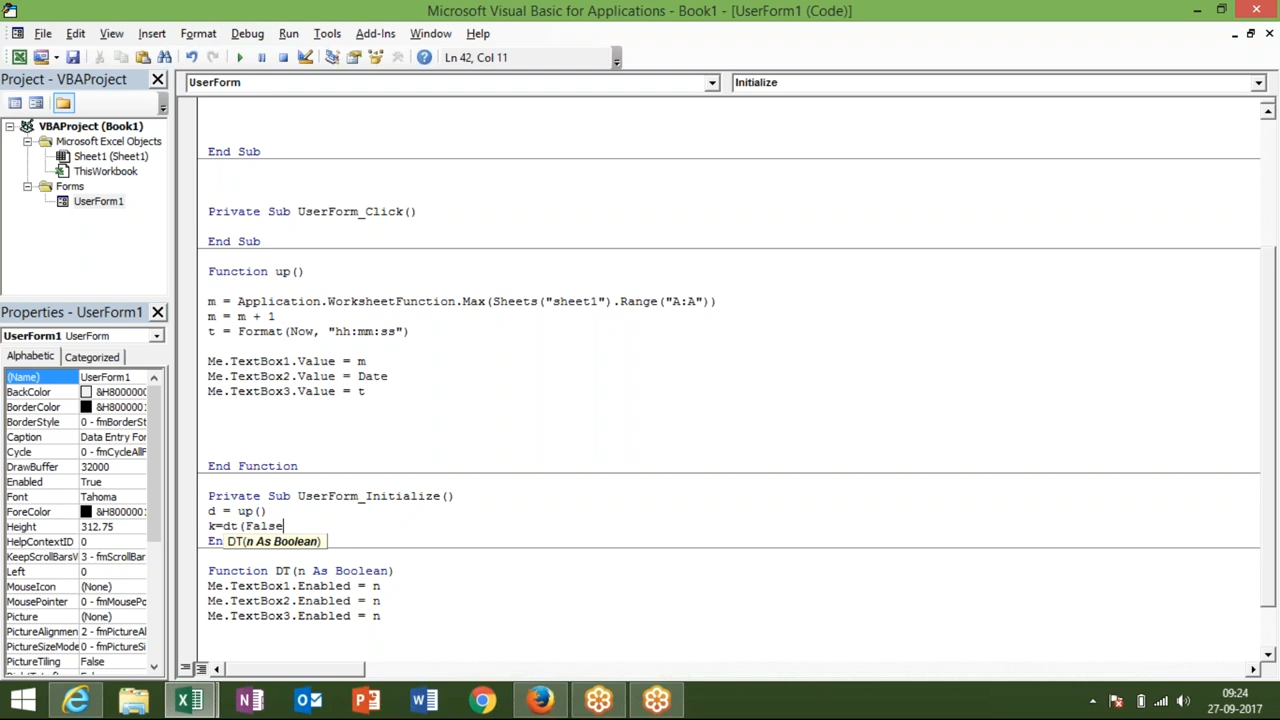 Microsoft Visual Basic for Applications - Book1 - [UserForm1 (Code)]
File Edit View Insert Format Debug Run Tools Add-Ins Window Help
Ln 42, Col 11
Project - VBAProject
VBAProject (Book1)
Microsoft Excel Objects
Sheet1 (Sheet1)
ThisWorkbook
Forms
UserForm1
Properties - UserForm1
UserForm1 UserForm
Alphabetic Categorized
(Name) UserForm1
BackColor &H8000000
BorderColor &H8000001
BorderStyle 0 - fmBorderSt
Caption Data Entry For
Cycle 0 - fmCycleAllF
DrawBuffer 32000
Enabled True
Font Tahoma
ForeColor &H8000001
Height 312.75
HelpContextID 0
KeepScrollBarsV 3 - fmScrollBar
Left 0
MouseIcon (None)
MousePointer 0 - fmMousePo
Picture (None)
PictureAlignmen 2 - fmPictureAl
PictureSizeMode 0 - fmPictureSi
PictureTiling False
UserForm Initialize
End Sub
Private Sub UserForm_Click()
End Sub
Function up()
m = Application.WorksheetFunction.Max(Sheets("sheet1").Range("A:A"))
m = m + 1
t = Format(Now, "hh:mm:ss")
Me.TextBox1.Value = m
Me.TextBox2.Value = Date
Me.TextBox3.Value = t
End Function
Private Sub UserForm_Initialize()
d = up()
k=dt(False
En DT(n As Boolean)
Function DT(n As Boolean)
Me.TextBox1.Enabled = n
Me.TextBox2.Enabled = n
Me.TextBox3.Enabled = n
09:24
27-09-2017